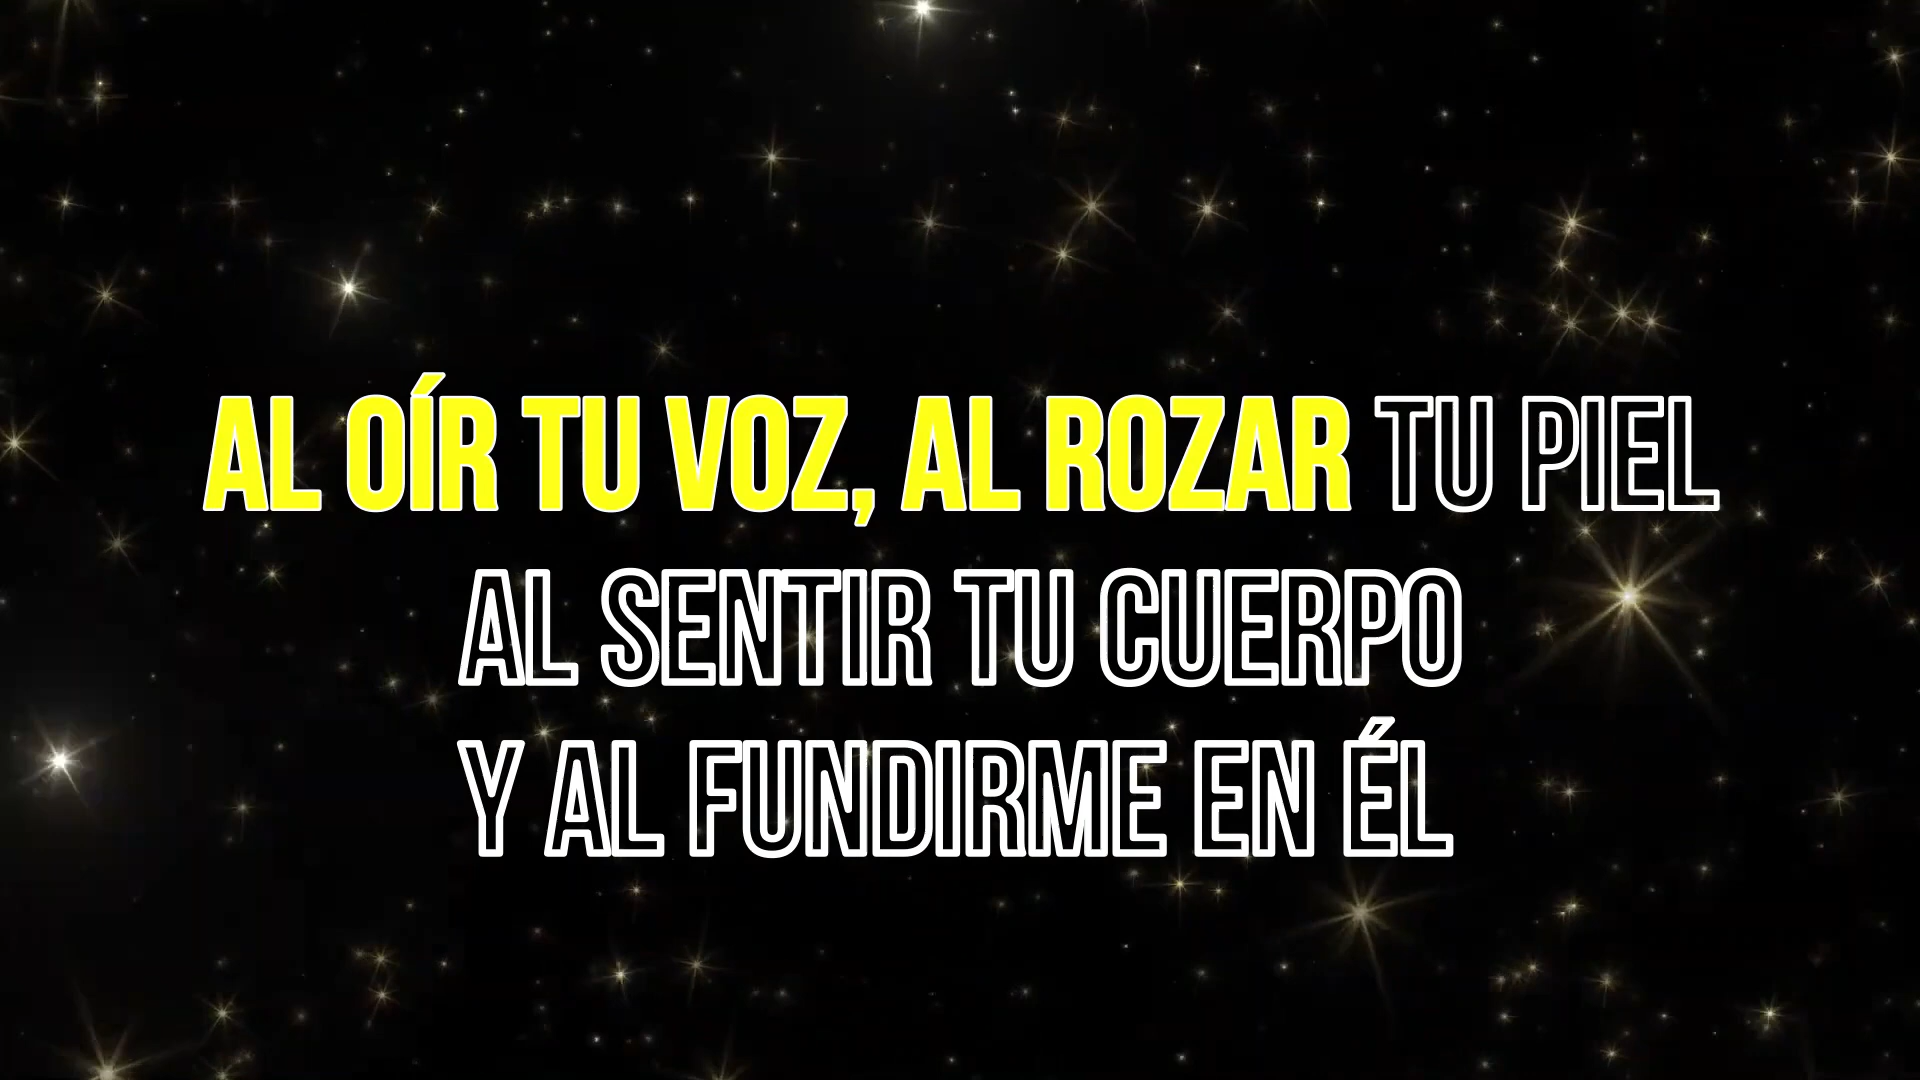 AL OÍR TU VOZ, AL ROZAR TU PIEL
AL SENTIR TU CUERPO
Y AL FUNDIRME EN ÉL